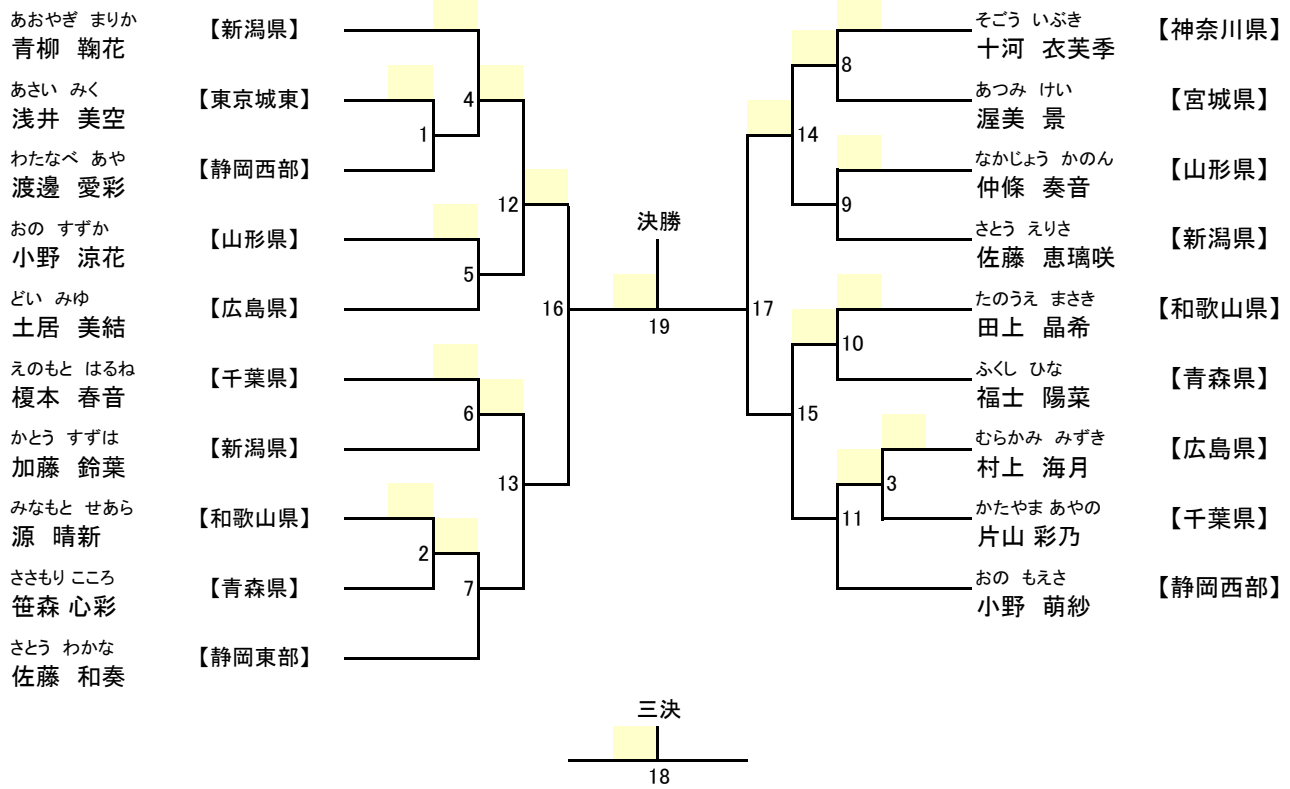 あおやぎ まりか
青柳 鞠花 【新潟県】
あさい みく
浅井 美空 【東京城東】
わたなべ あや
渡邊 愛彩 【静岡西部】
おの すずか
小野 涼花 【山形県】
どい みゆ
土居 美結 【広島県】
えのもと はるね
榎本 春音 【千葉県】
かとう すずは
加藤 鈴葉 【新潟県】
みなもと せあら
源 晴新 【和歌山県】
ささもり こころ
笹森 心彩 【青森県】
さとう わかな
佐藤 和奏 【静岡東部】
1
2
4
5
6
7
12
13
16
決勝
19
三決
18
17
14
15
8
9
10
11
3
そごう いぶき
十河 衣芙季 【神奈川県】
あつみ けい
渥美 景 【宮城県】
なかじょう かのん
仲條 奏音 【山形県】
さとう えりさ
佐藤 恵璃咲 【新潟県】
たのうえ まさき
田上 晶希 【和歌山県】
ふくし ひな
福士 陽菜 【青森県】
むらかみ みずき
村上 海月 【広島県】
かたやま あやの
片山 彩乃 【千葉県】
おの もえさ
小野 萌紗 【静岡西部】